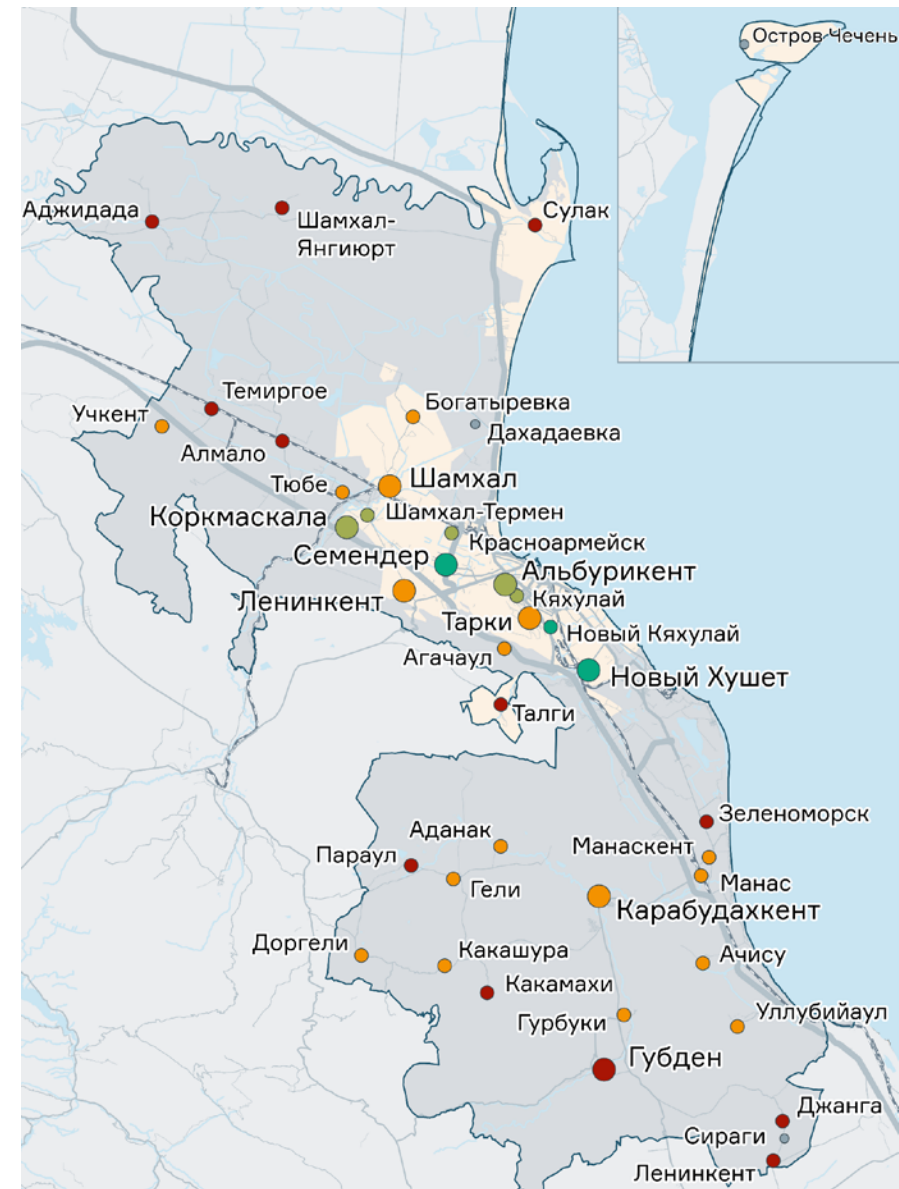 Остров Чечень
Аджидада
Шамхал-
Янгиюрт
Сулак
Темиргое
Учкент
Богатыревка
Дахадаевка
Алмало
Тюбе
Шамхал
Шамхал-Термен
Коркмаскала
Красноармейск
Семендер
Альбурикент
Ленинкент
Кяхулай
Тарки
Новый Кяхулай
Агачаул
Новый Хушет
Талги
Зеленоморск
Аданак
Манаскент
Параул
Гели
Манас
Карабудахкент
Доргели
Какашура
Ачису
Какамахи
Гурбуки
Уллубийаул
Губден
Джанга
Сираги
Ленинкент